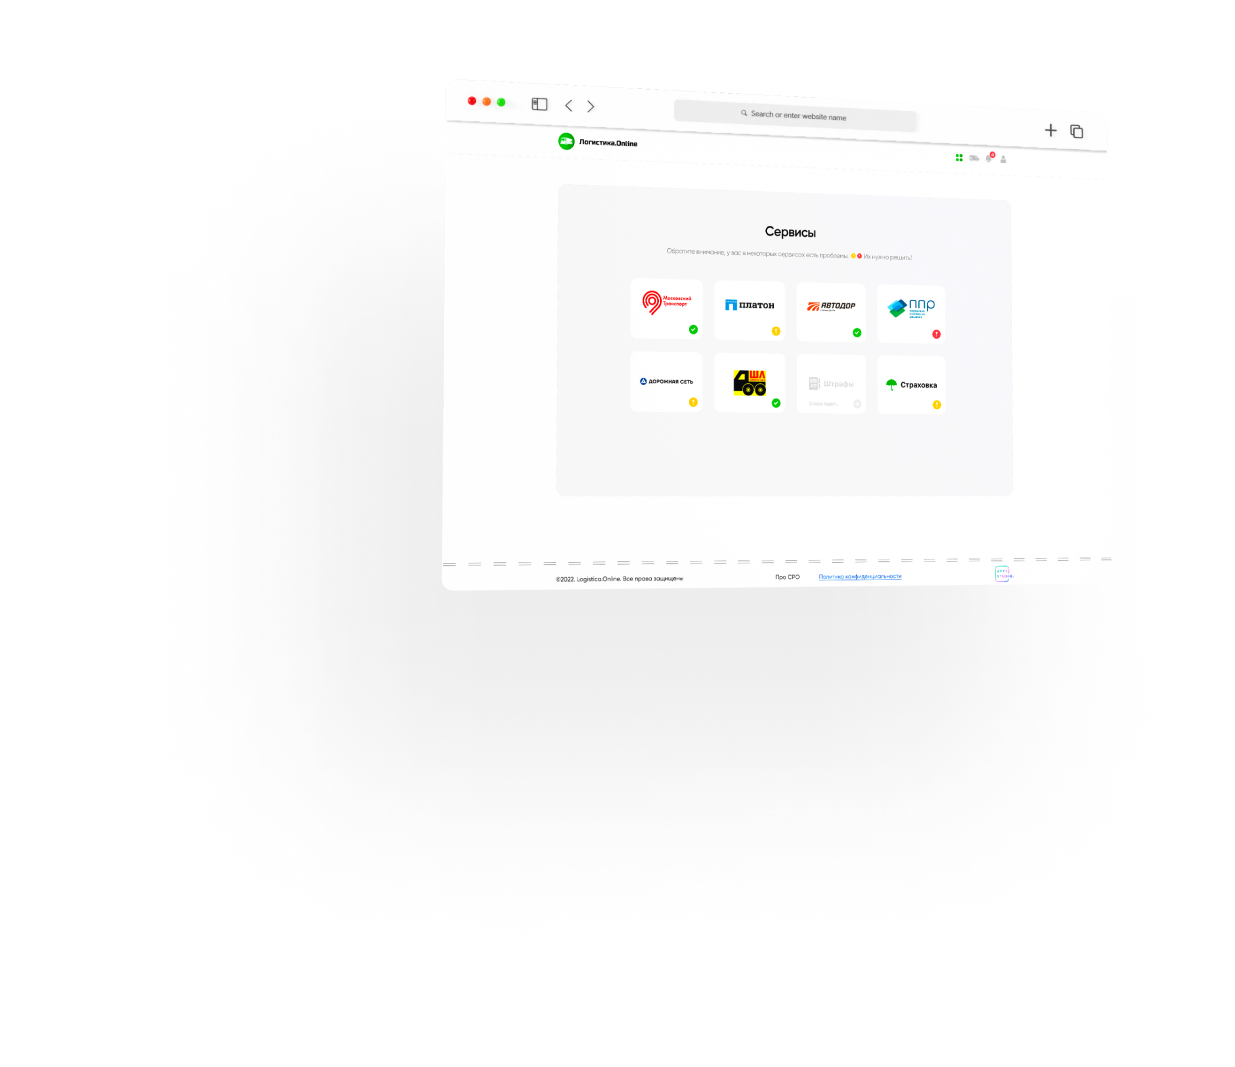 Search or enter website name
Логистика.Online
Сервисы
Обратите внимание, у вас в некоторых сервисах есть проблемы. Их нужно решить!
Московский Транспорт
платон
АВТОДОР
ППР
ДОРОЖНАЯ СЕТЬ
ШЛ
Штрафы
Страховка
©2022, Logistica.Online. Все права защищены
Про СРО
Политика конфиденциальности